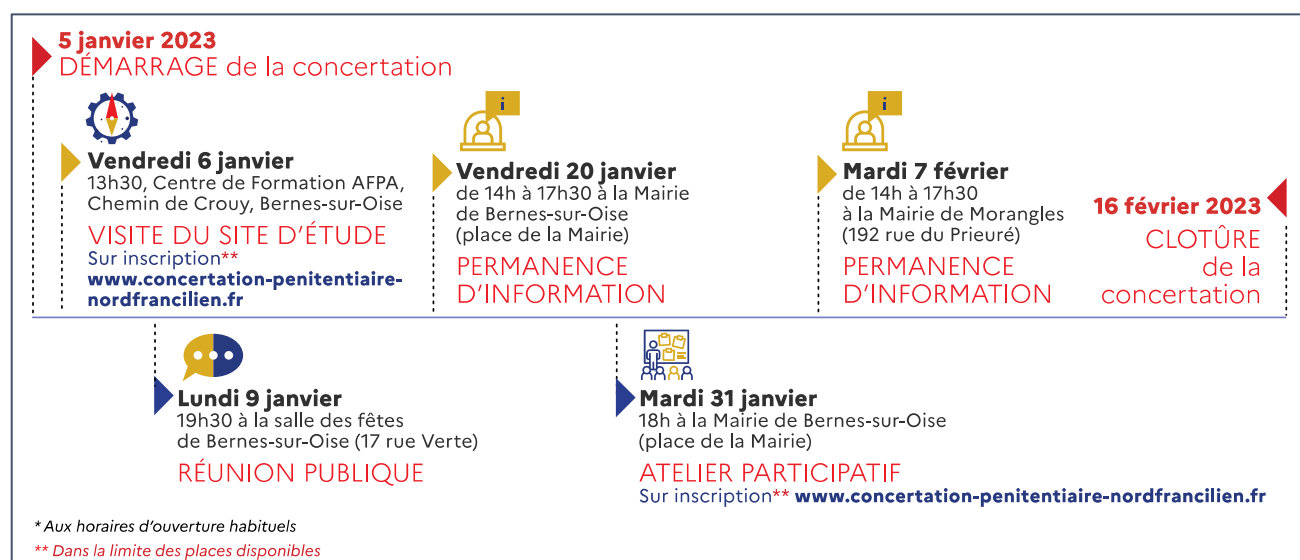 5 janvier 2023
DÉMARRAGE de la concertation
Vendredi 6 janvier
13h30, Centre de Formation AFPA,
Chemin de Crouy, Bernes-sur-Oise
VISITE DU SITE D'ÉTUDE
Sur inscription**
www.concertation-penitentiaire-
nordfrancilien.fr
Lundi 9 janvier
19h30 à la salle des fêtes
de Bernes-sur-Oise (17 rue Verte)
RÉUNION PUBLIQUE
i
Vendredi 20 janvier
de 14h à 17h30 à la Mairie
de Bernes-sur-Oise
(place de la Mairie)
PERMANENCE
D'INFORMATION
Mardi 31 janvier
18h à la Mairie de Bernes-sur-Oise
(place de la Mairie)
ATELIER PARTICIPATIF
Sur inscription** www.concertation-penitentiaire-nordfrancilien.fr
i
Mardi 7 février
de 14h à 17h30
à la Mairie de Morangles
(192 rue du Prieuré)
PERMANENCE
D'INFORMATION
16 février 2023
CLOTÛRE
de la
concertation
* Aux horaires d'ouverture habituels
** Dans la limite des places disponibles